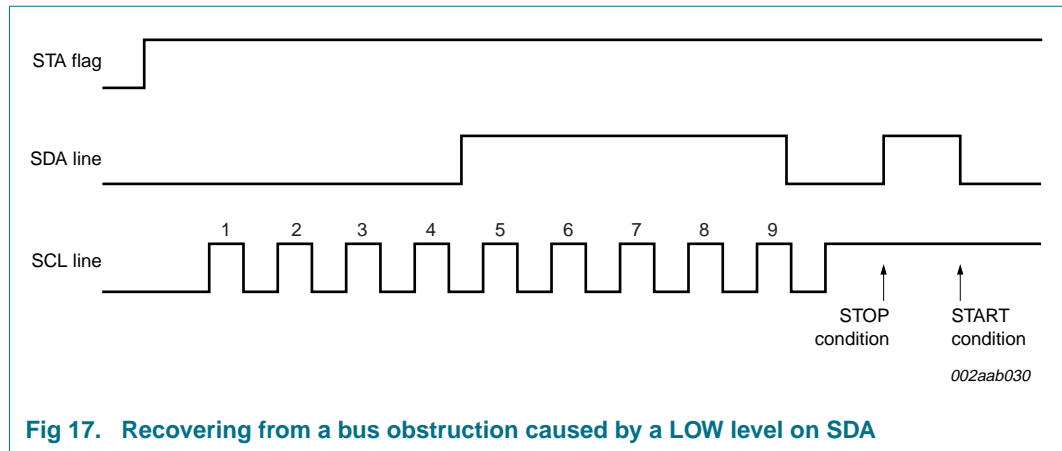 STA flag
SDA line
1 2 3 4 5 6 7 8 9
SCL line
STOP
condition
START
condition
002aab030
Fig 17. Recovering from a bus obstruction caused by a LOW level on SDA